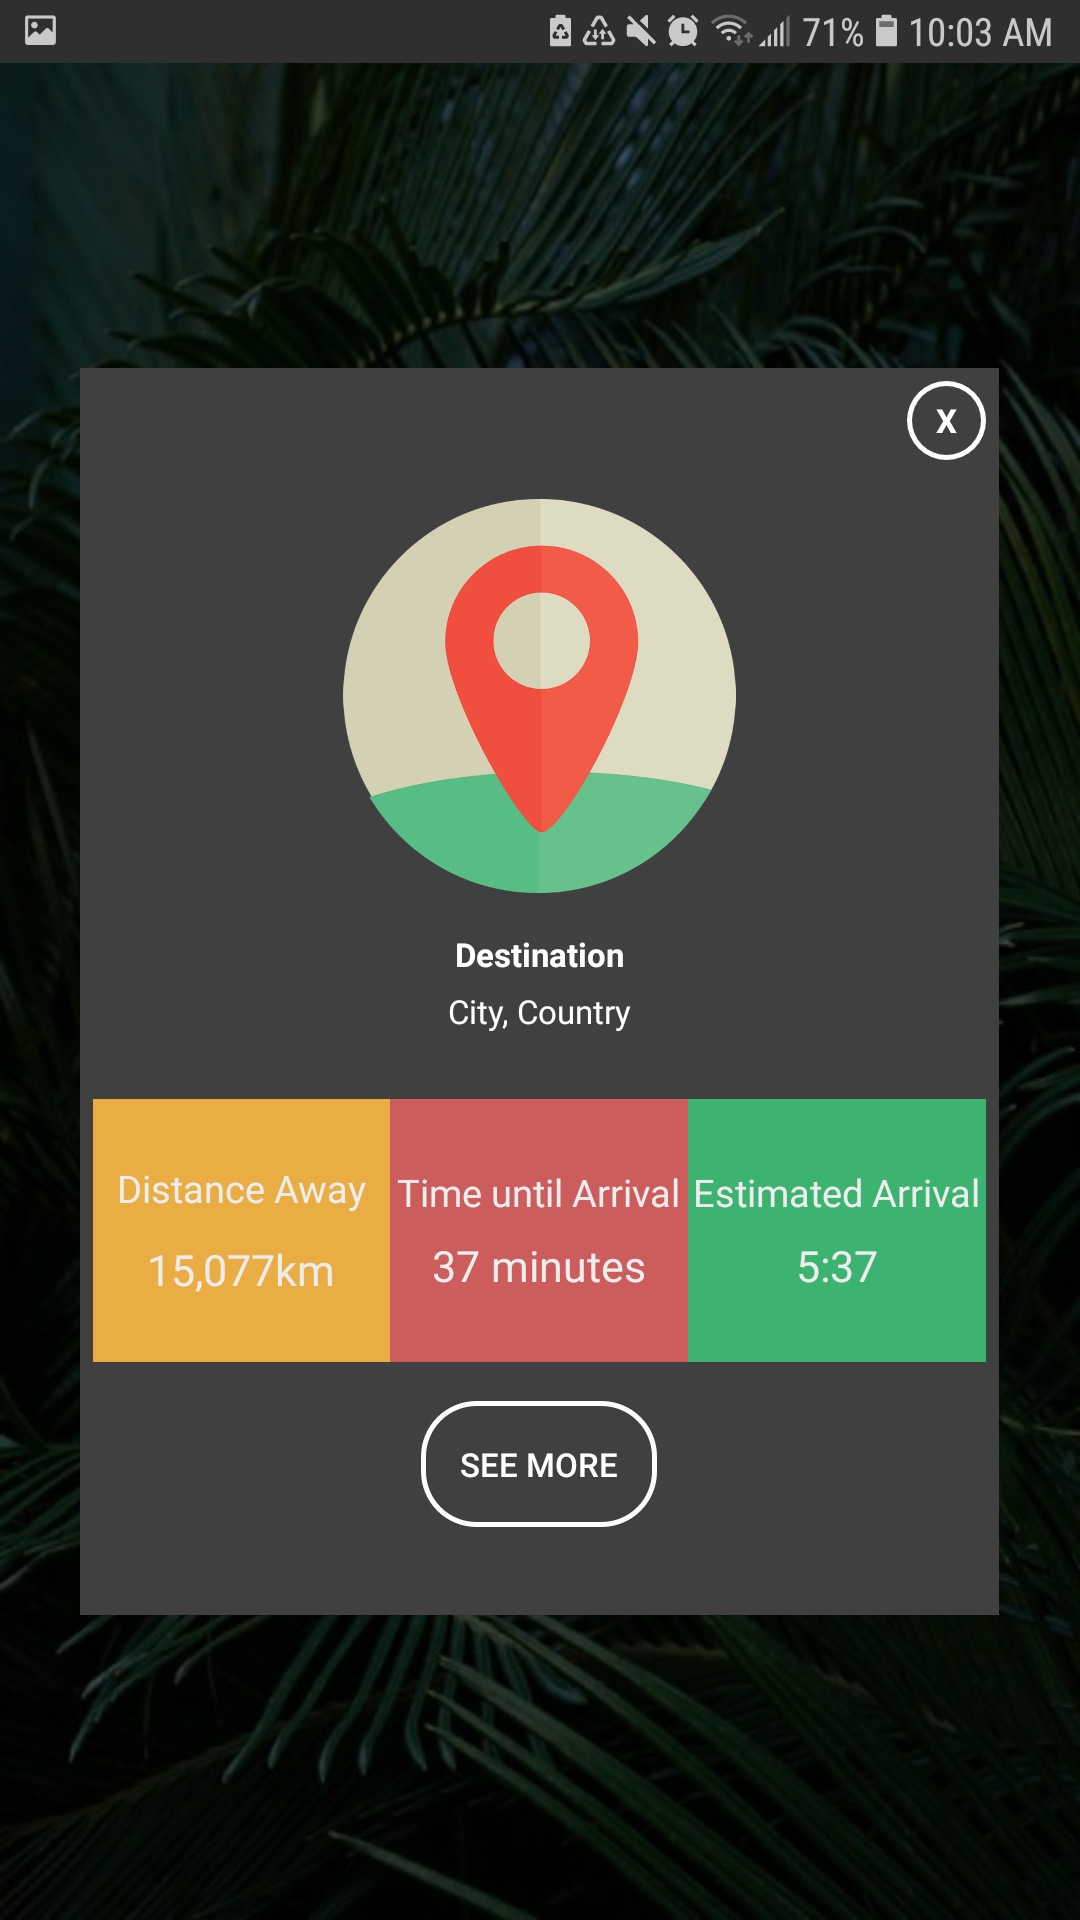 71% 10:03 AM
X
Destination
City, Country
Distance Away
15,077km
Time until Arrival
37 minutes
Estimated Arrival
5:37
SEE MORE